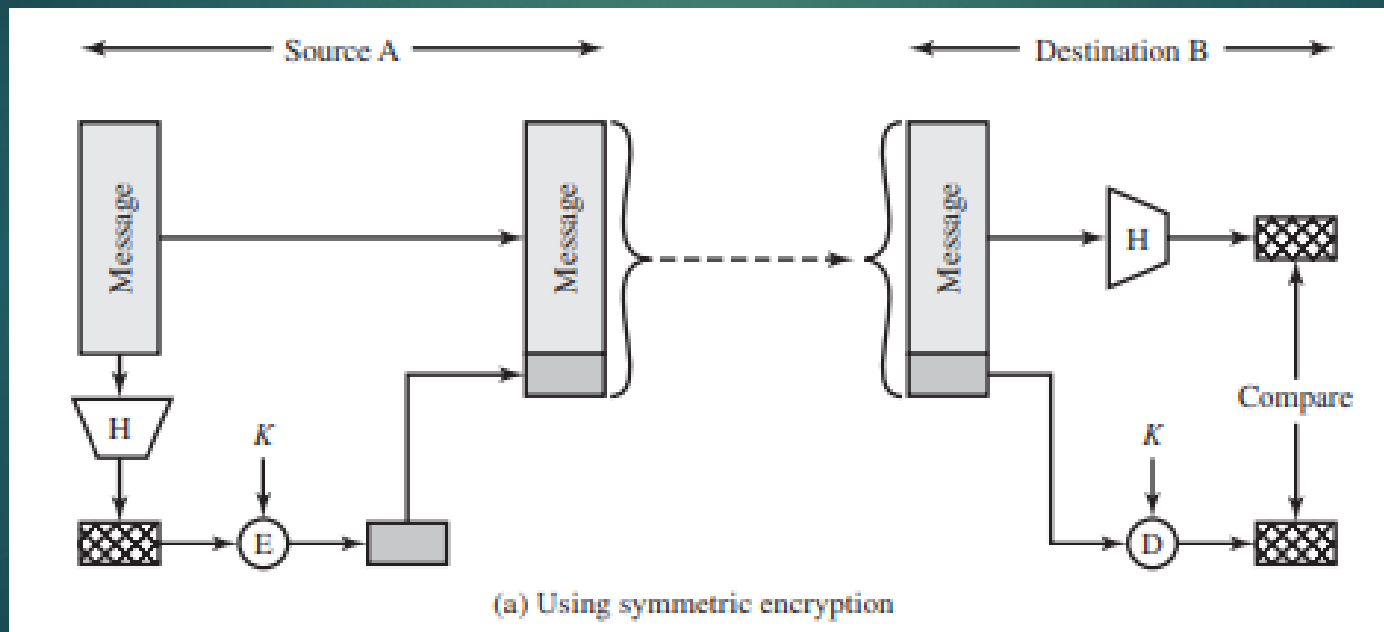 Source A
Destination B
Message
Message
Message
H
H
Compare
K
K
E
D
(a) Using symmetric encryption